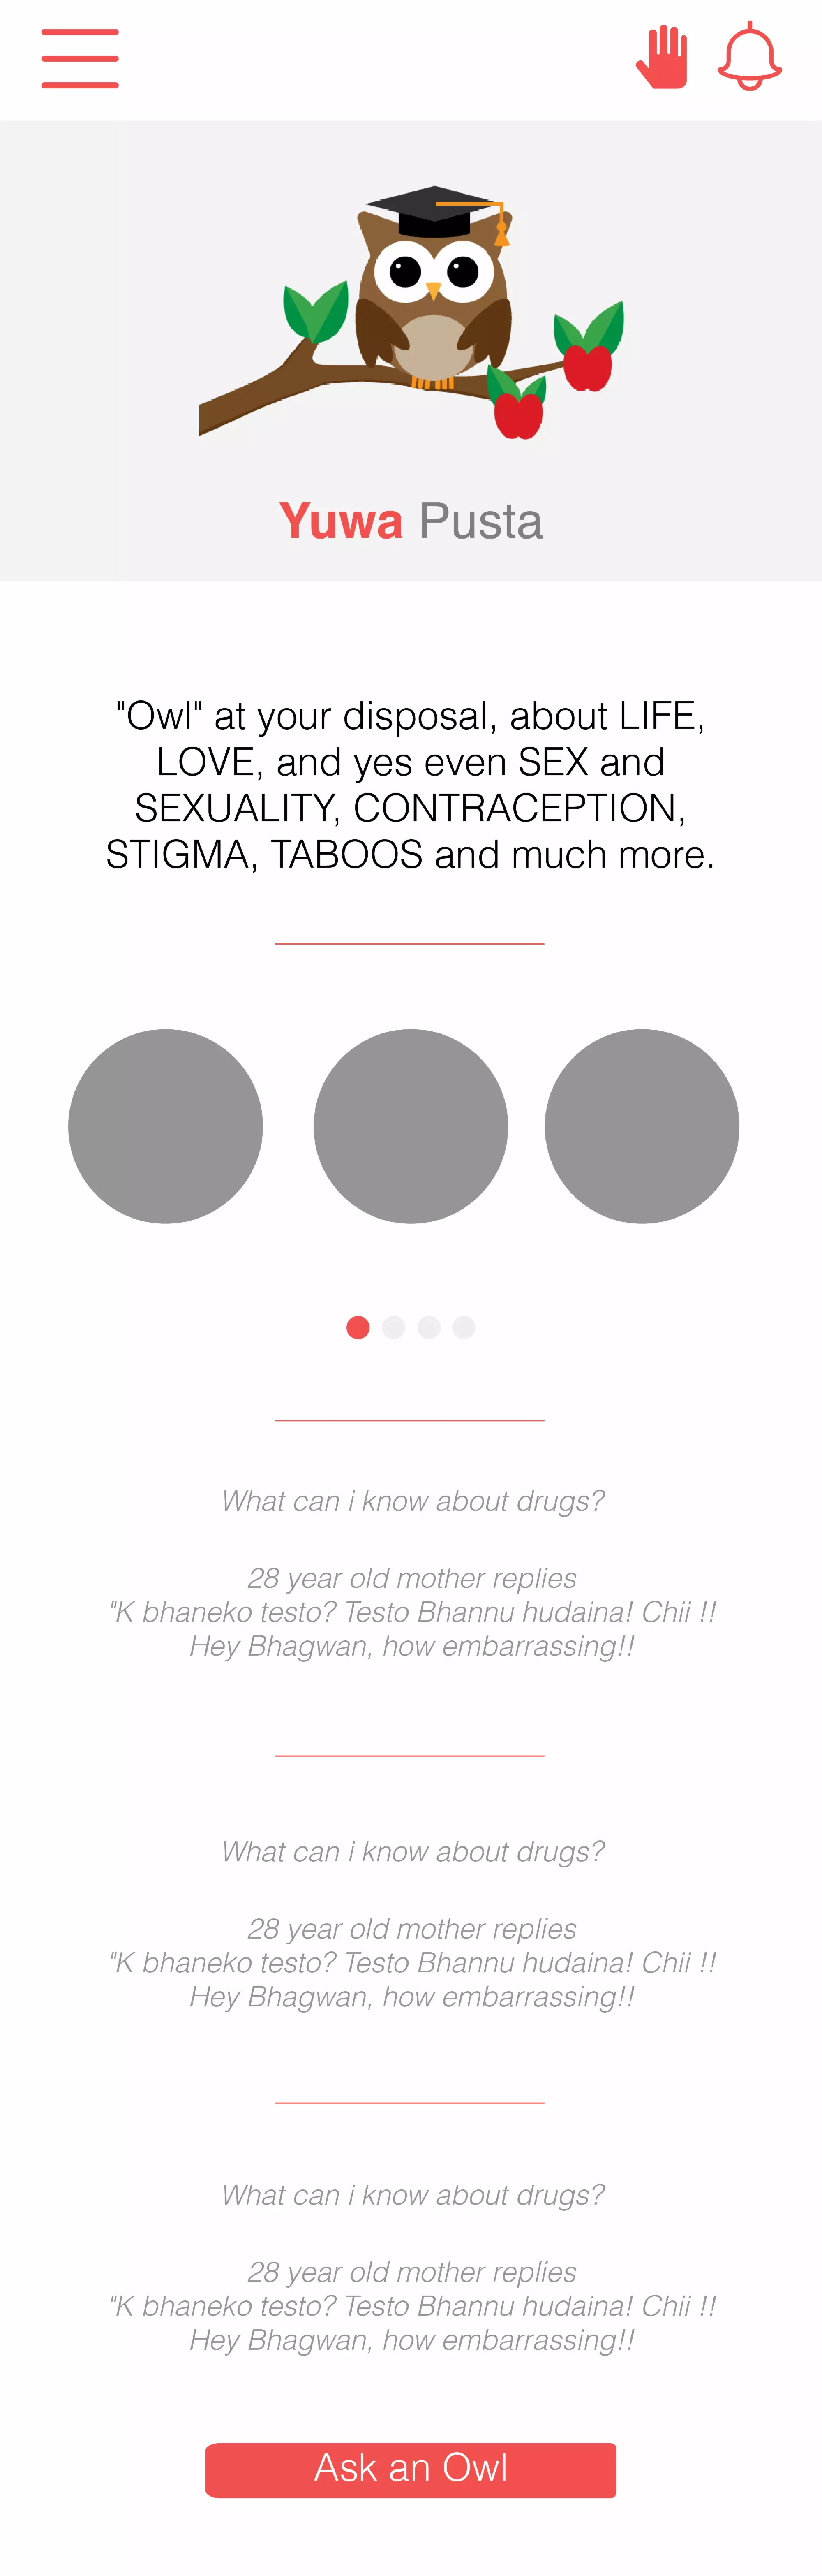 Yuwa Pusta
"Owl" at your disposal, about LIFE,
LOVE, and yes even SEX and
SEXUALITY, CONTRACEPTION,
STIGMA, TABOOS and much more.
What can i know about drugs?
28 year old mother replies
"K bhaneko testo? Testo Bhannu hudaina! Chii !!
Hey Bhagwan, how embarrassing!!
What can i know about drugs?
28 year old mother replies
"K bhaneko testo? Testo Bhannu hudaina! Chii !!
Hey Bhagwan, how embarrassing!!
What can i know about drugs?
28 year old mother replies
"K bhaneko testo? Testo Bhannu hudaina! Chii !!
Hey Bhagwan, how embarrassing!!
Ask an Owl